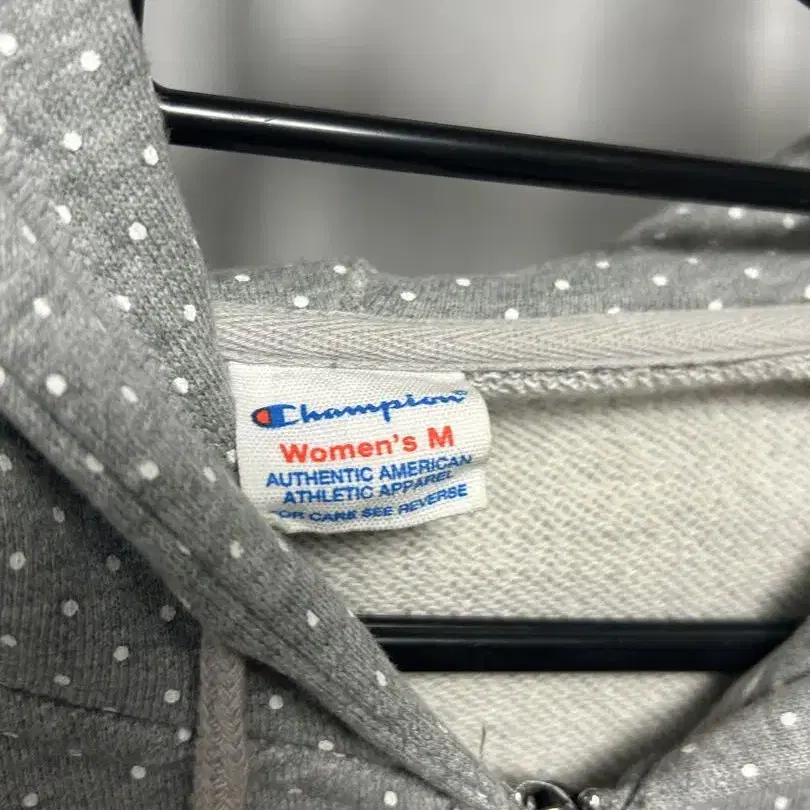 Champion
Women's M
AUTHENTIC AMERICAN
ATHLETIC APPAREL
FOR CARE SEE REVERSE